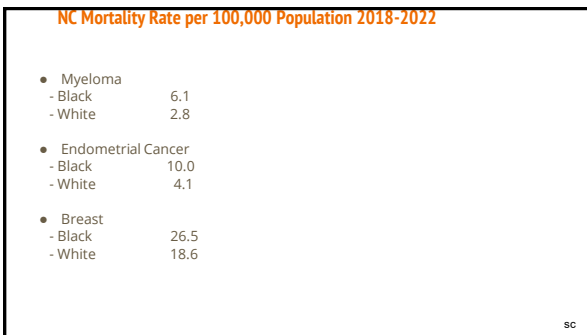 NC Mortality Rate per 100,000 Population 2018-2022
● Myeloma
- Black 6.1
- White 2.8
● Endometrial Cancer
- Black 10.0
- White 4.1
● Breast
- Black 26.5
- White 18.6
SC